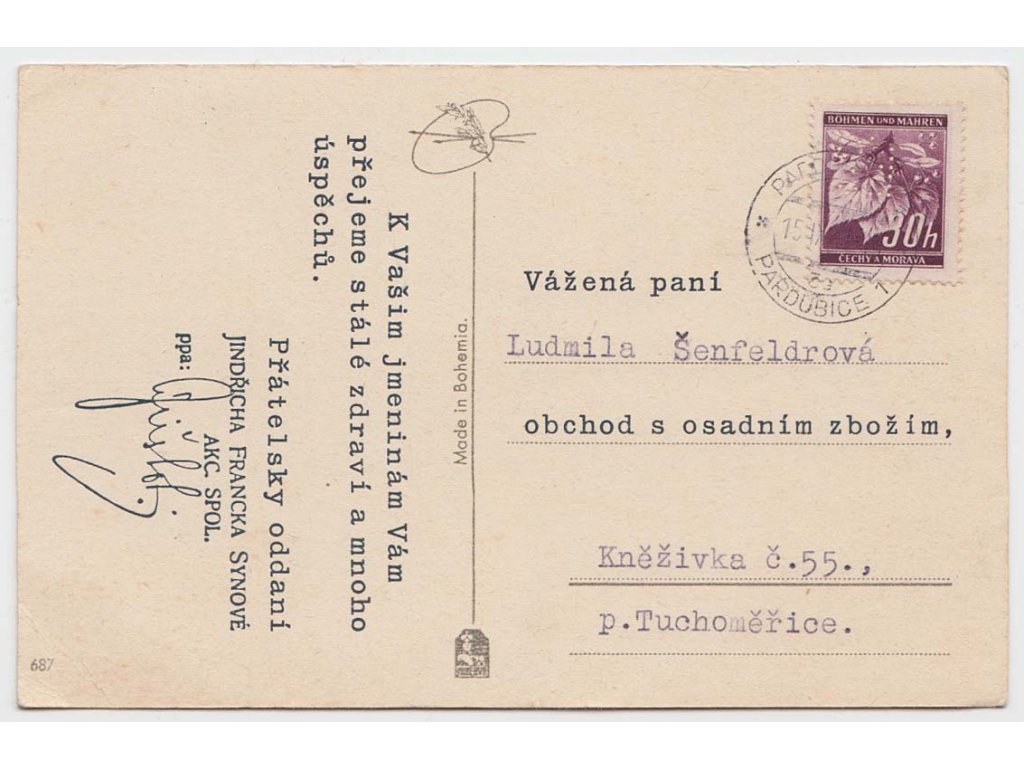 K Vašim jmeninám Vám
přejeme stálé zdraví a mnoho
úspěchů.
Přátelsky oddaní
JINDŘICHA FRANCKA SYNOVÉ
AKC. SPOL.
ppa:
687
Made in Bohemia.
BÖHMEN UND MÄHREN
30h
ČECHY A MORAVA
PARDUBICE 1
Vážená paní
Ludmila Šenfeldrová
obchod s osadním zbožím,
Kněživka č.55.,
p.Tuchoměřice.